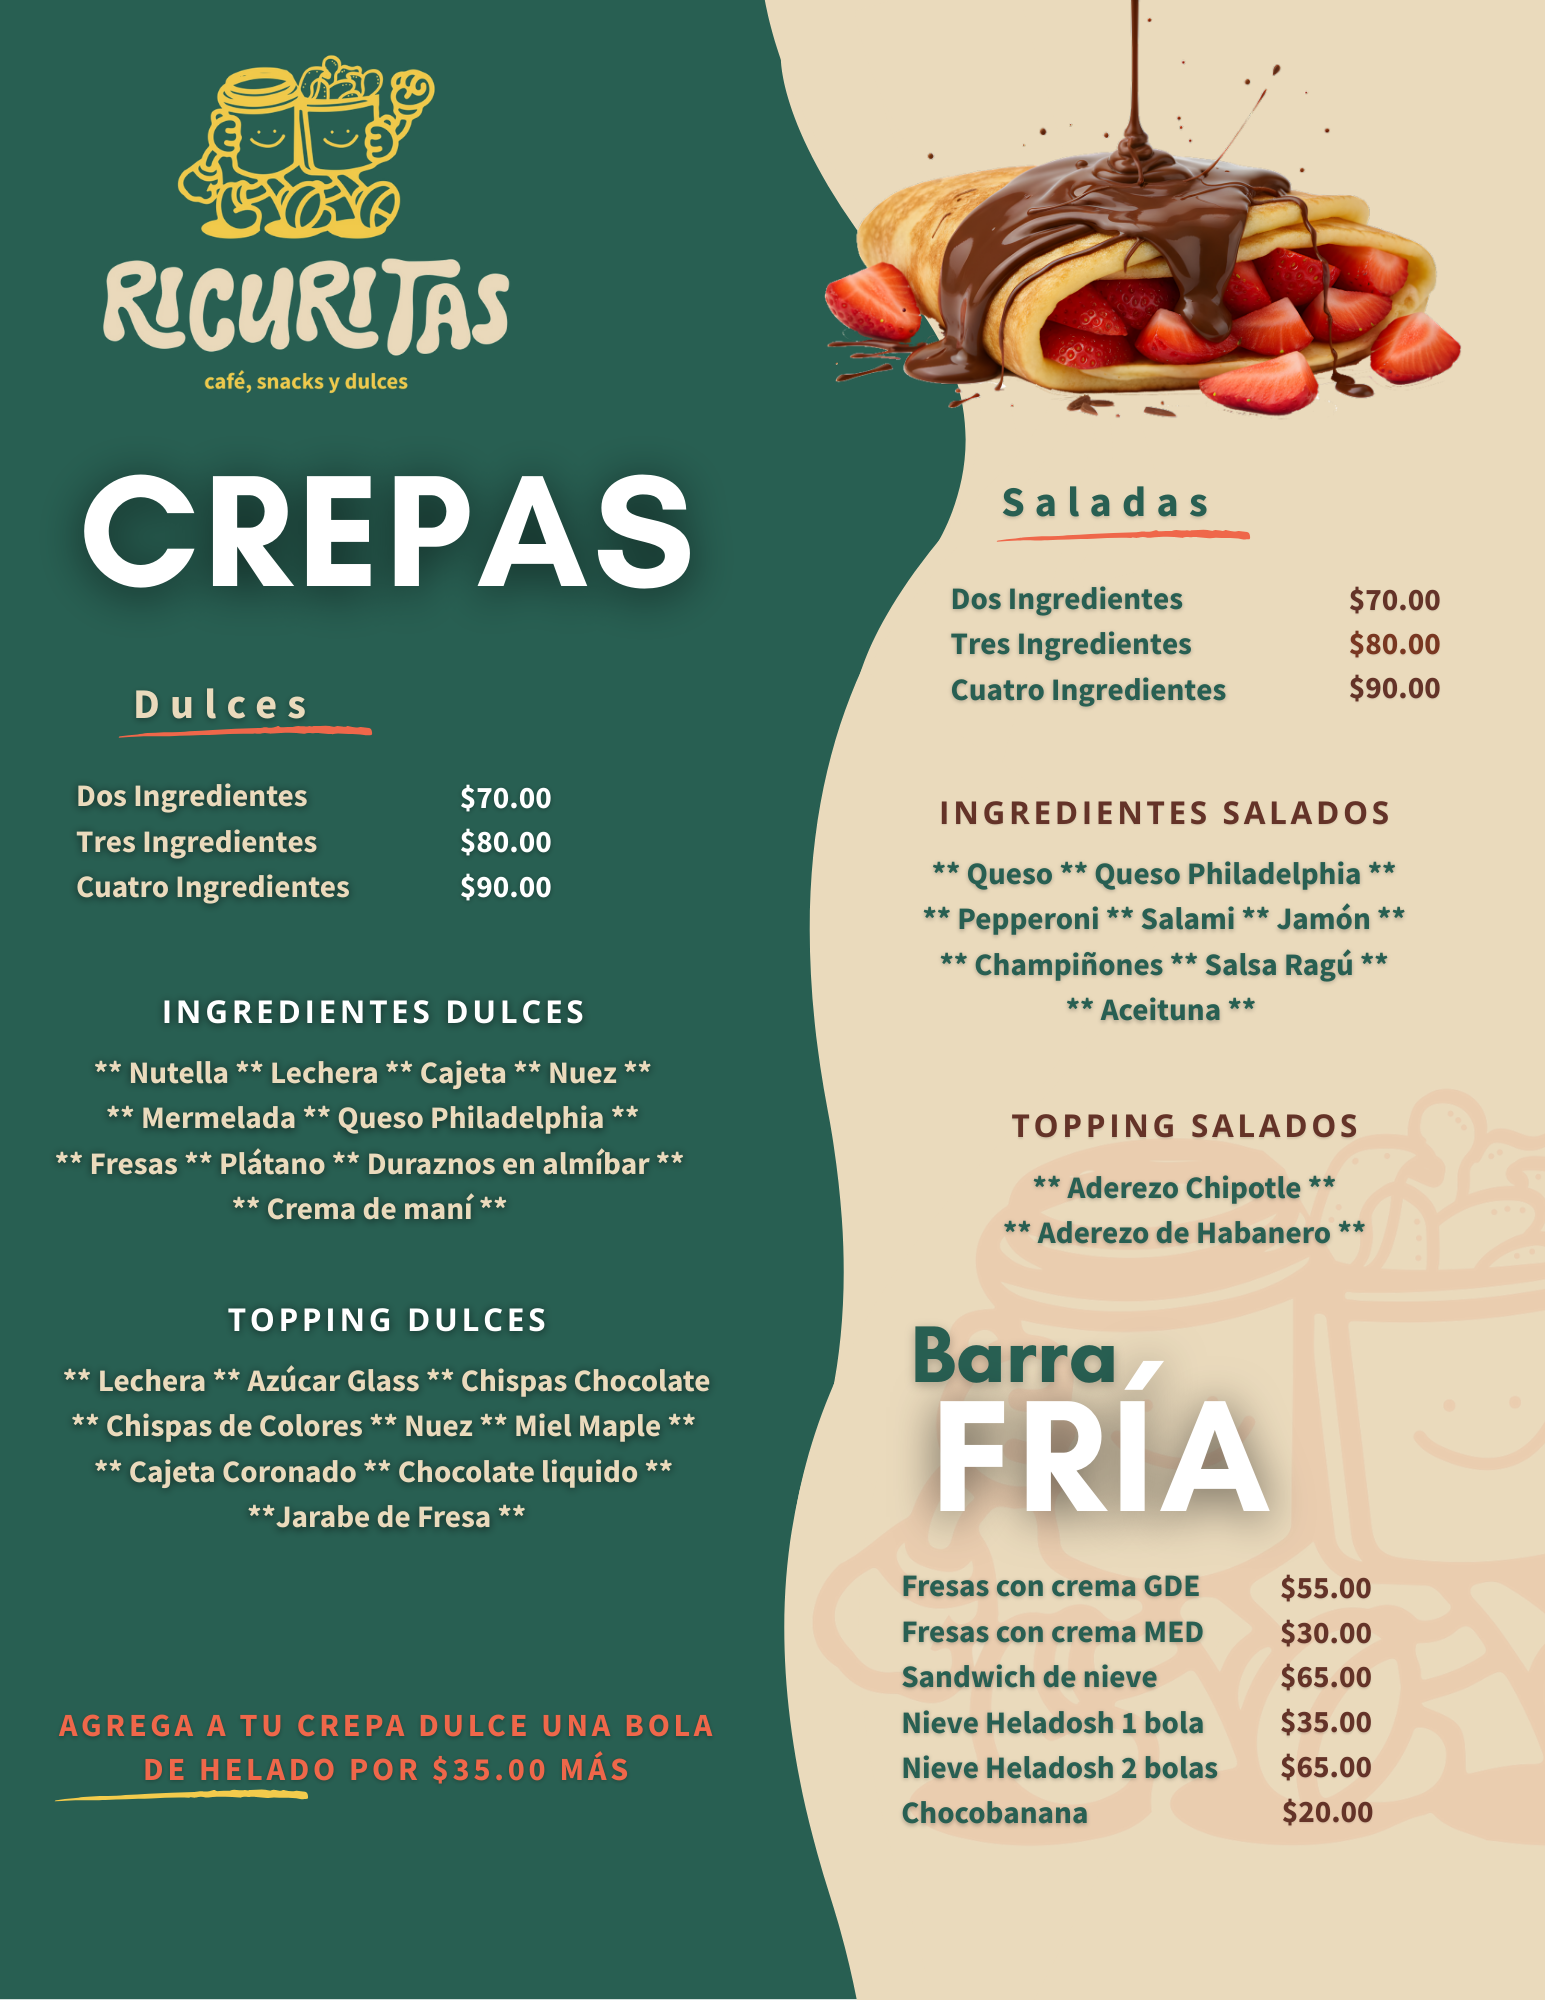 RICURITAS
café, snacks y dulces
CREPAS
Dulces
Dos Ingredientes $70.00
Tres Ingredientes $80.00
Cuatro Ingredientes $90.00
INGREDIENTES DULCES
** Nutella ** Lechera ** Cajeta ** Nuez **
** Mermelada ** Queso Philadelphia **
** Fresas ** Plátano ** Duraznos en almíbar **
** Crema de maní **
TOPPING DULCES
** Lechera ** Azúcar Glass ** Chispas Chocolate
** Chispas de Colores ** Nuez ** Miel Maple **
** Cajeta Coronado ** Chocolate liquido **
**Jarabe de Fresa **
AGREGA A TU CREPA DULCE UNA BOLA
DE HELADO POR $35.00 MÁS
Saladas
Dos Ingredientes $70.00
Tres Ingredientes $80.00
Cuatro Ingredientes $90.00
INGREDIENTES SALADOS
** Queso ** Queso Philadelphia **
** Pepperoni ** Salami ** Jamón **
** Champiñones ** Salsa Ragú **
** Aceituna **
TOPPING SALADOS
** Aderezo Chipotle **
** Aderezo de Habanero **
Barra
FRÍA
Fresas con crema GDE $55.00
Fresas con crema MED $30.00
Sandwich de nieve $65.00
Nieve Heladosh 1 bola $35.00
Nieve Heladosh 2 bolas $65.00
Chocobanana $20.00